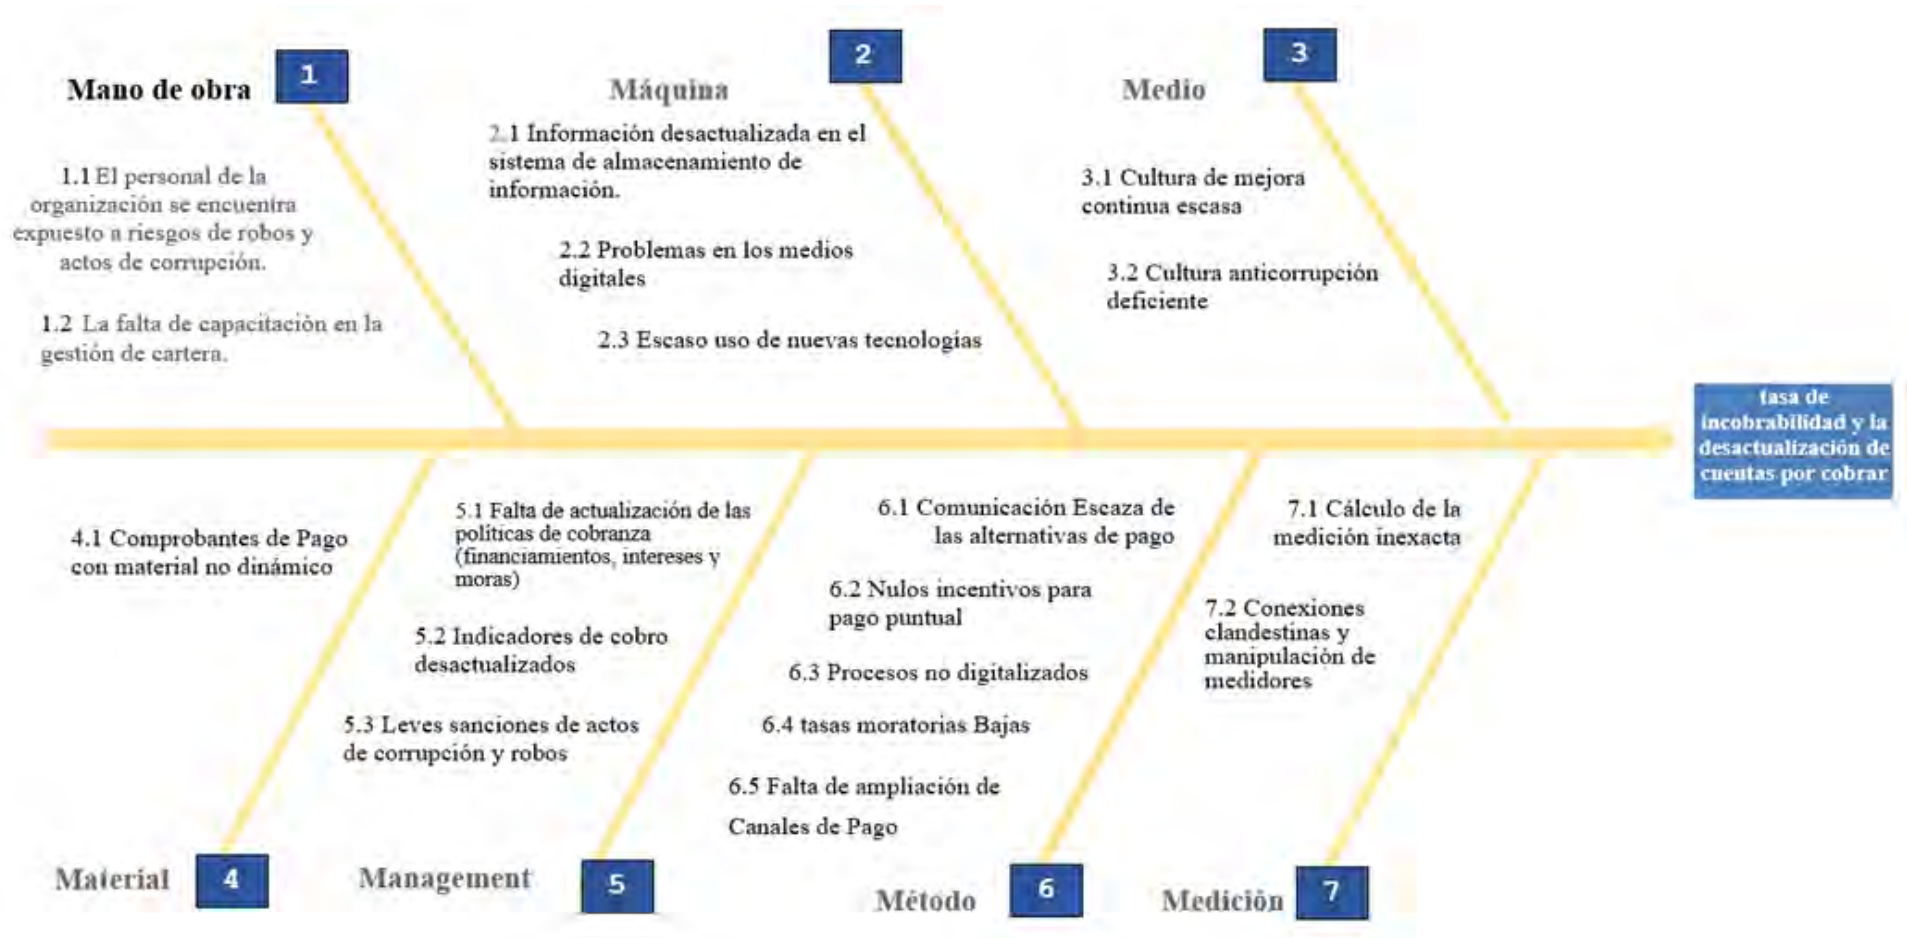 Mano de obra
1
1.1 El personal de la
organización se encuentra
expuesto a riesgos de robos y
actos de corrupción.
1.2 La falta de capacitación en la
gestión de cartera.
Máquina
2
2.1 Información desactualizada en el
sistema de almacenamiento de
información.
2.2 Problemas en los medios
digitales
2.3 Escaso uso de nuevas tecnologías
Medio
3
3.1 Cultura de mejora
continua escasa
3.2 Cultura anticorrupción
deficiente
tasa de
incobrabilidad y la
desactualización de
cuentas por cobrar
4.1 Comprobantes de Pago
con material no dinámico
Material
4
5.1 Falta de actualización de las
políticas de cobranza
(financiamientos, intereses y
moras)
5.2 Indicadores de cobro
desactualizados
5.3 Leves sanciones de actos
de corrupción y robos
Management
5
6.1 Comunicación Escaza de
las alternativas de pago
6.2 Nulos incentivos para
pago puntual
6.3 Procesos no digitalizados
6.4 tasas moratorias Bajas
6.5 Falta de ampliación de
Canales de Pago
Método
6
7.1 Cálculo de la
medición inexacta
7.2 Conexiones
clandestinas y
manipulación de
medidores
Medición
7